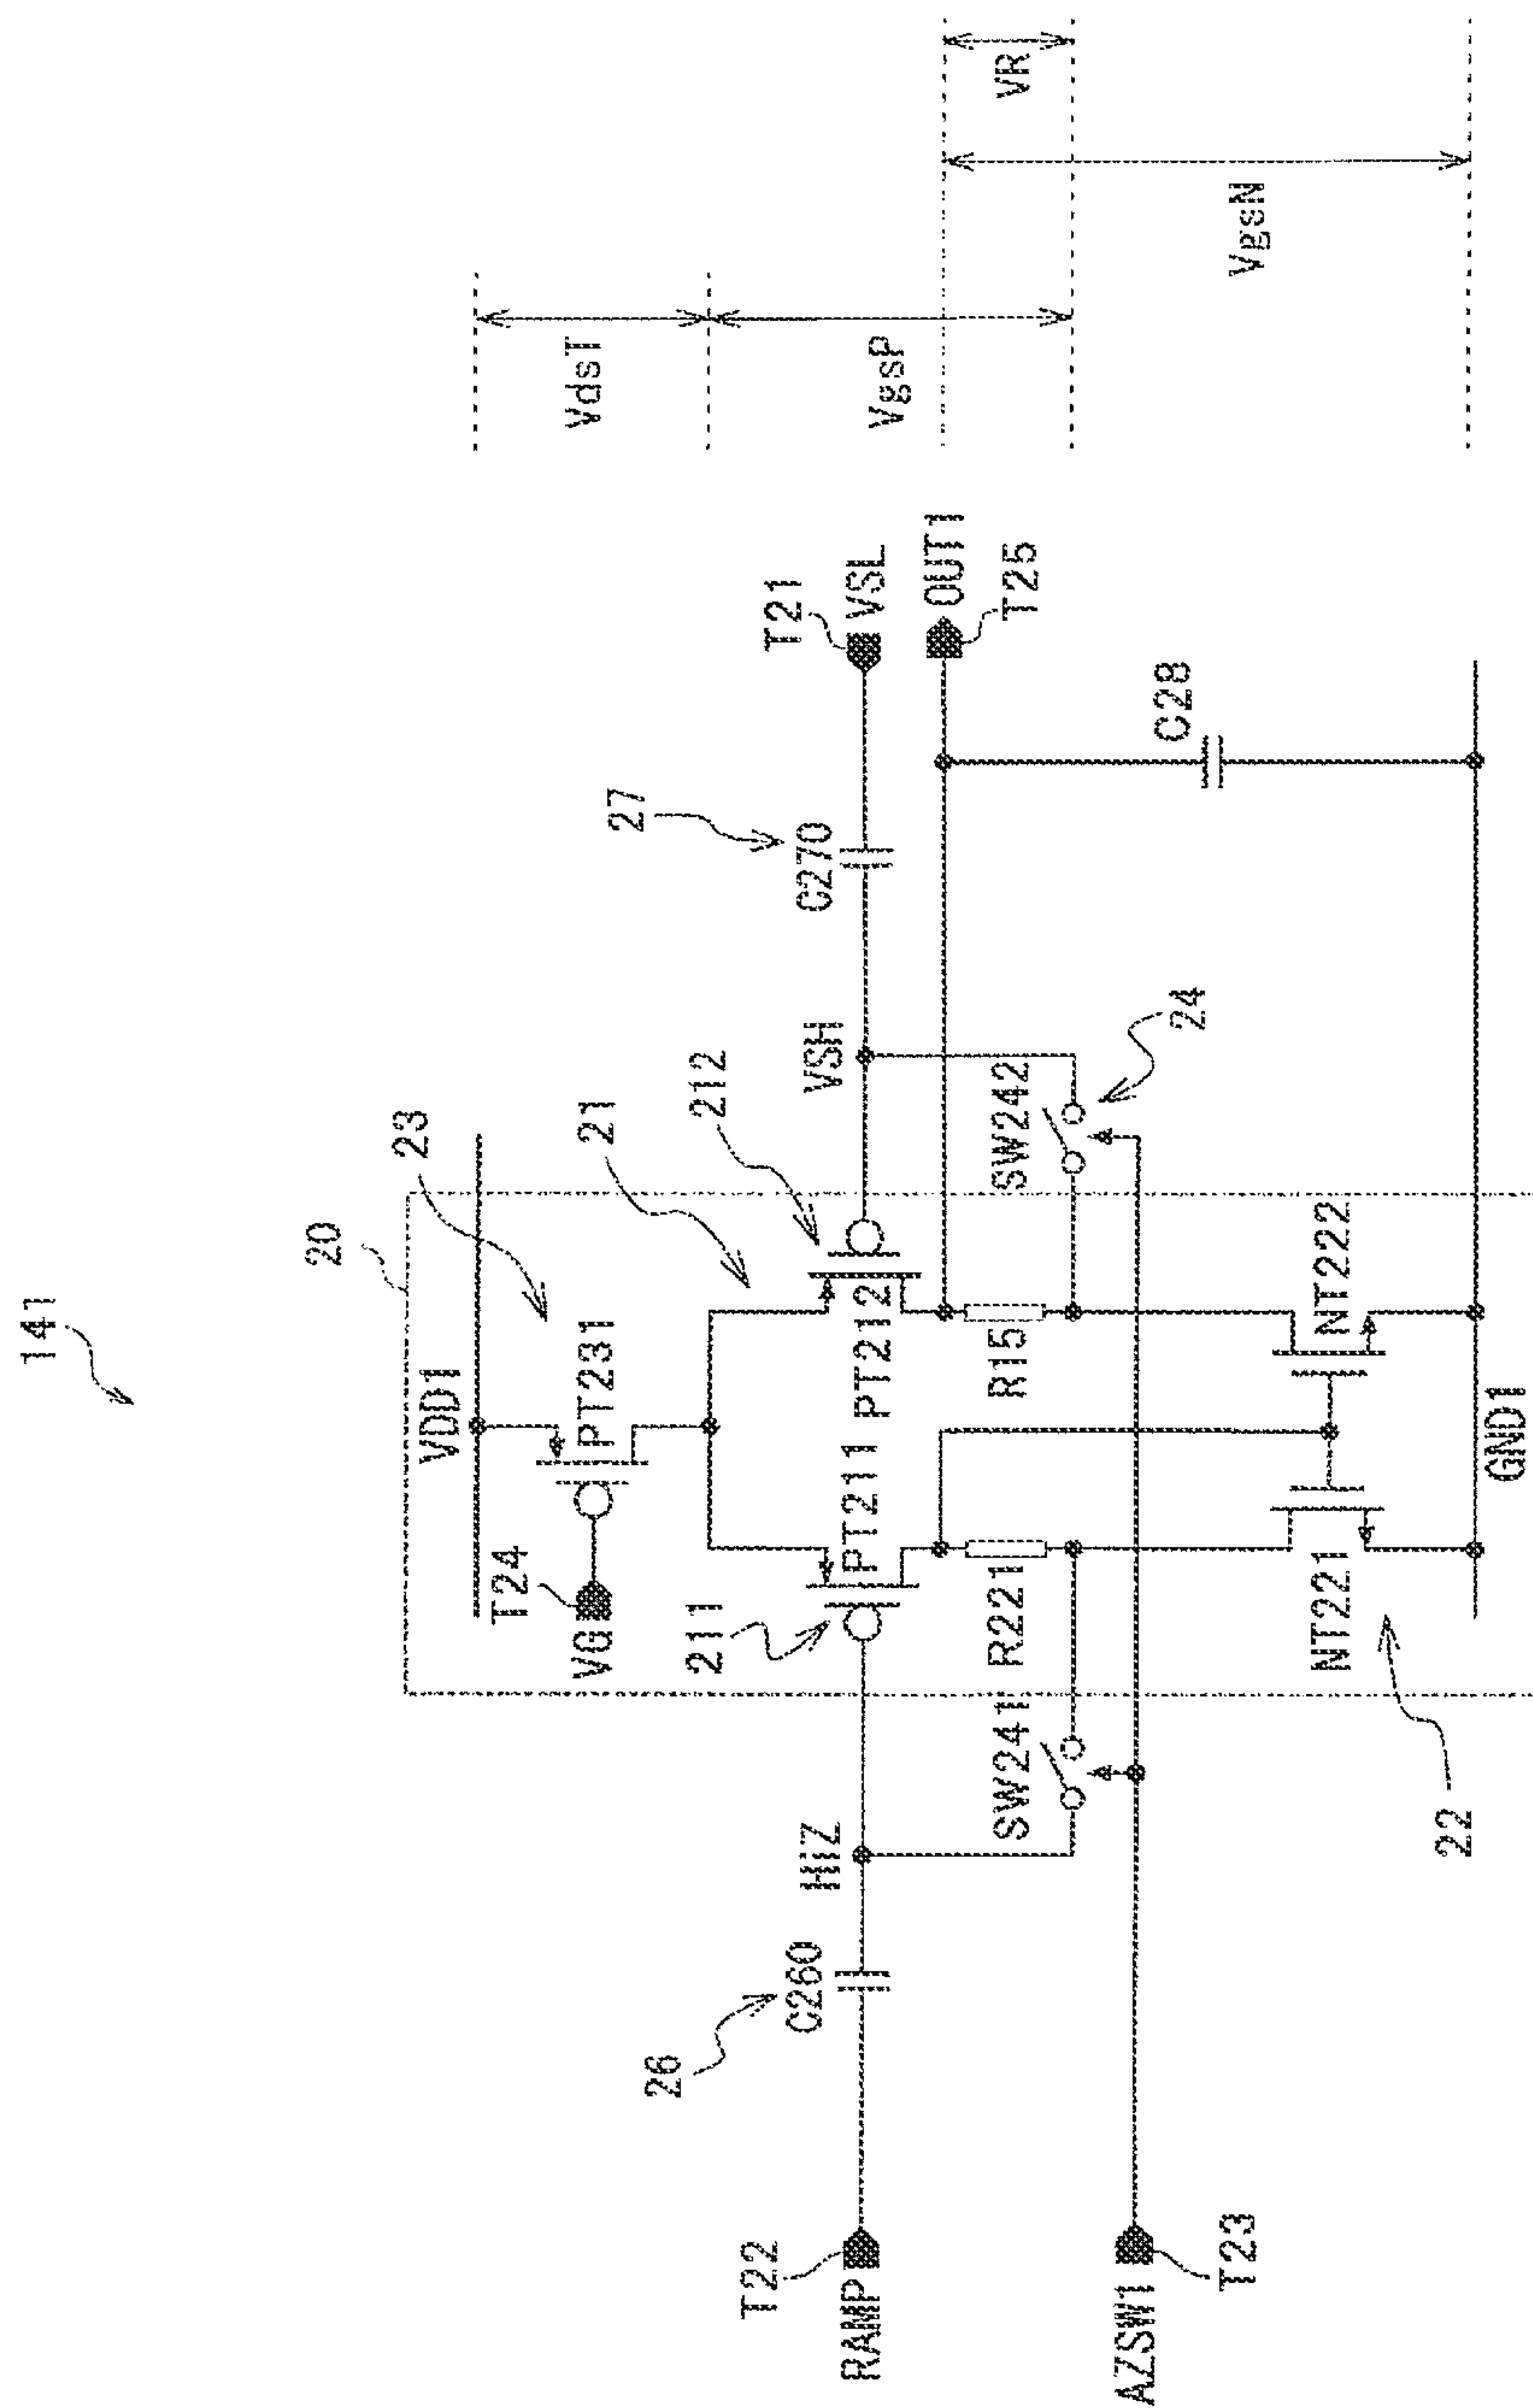 141
20
23
VDD1
T24
VG
PT231
21
212
211
PT211
PT212
27
C270
T21
VSL
OUT1
T25
VSH
26
C260
HiZ
T22
RAMP
SW241
R221
R15
SW242
24
C28
AZSW1
T23
NT221
NT222
22
GND1
VdsT
VgsP
VR
VgsN